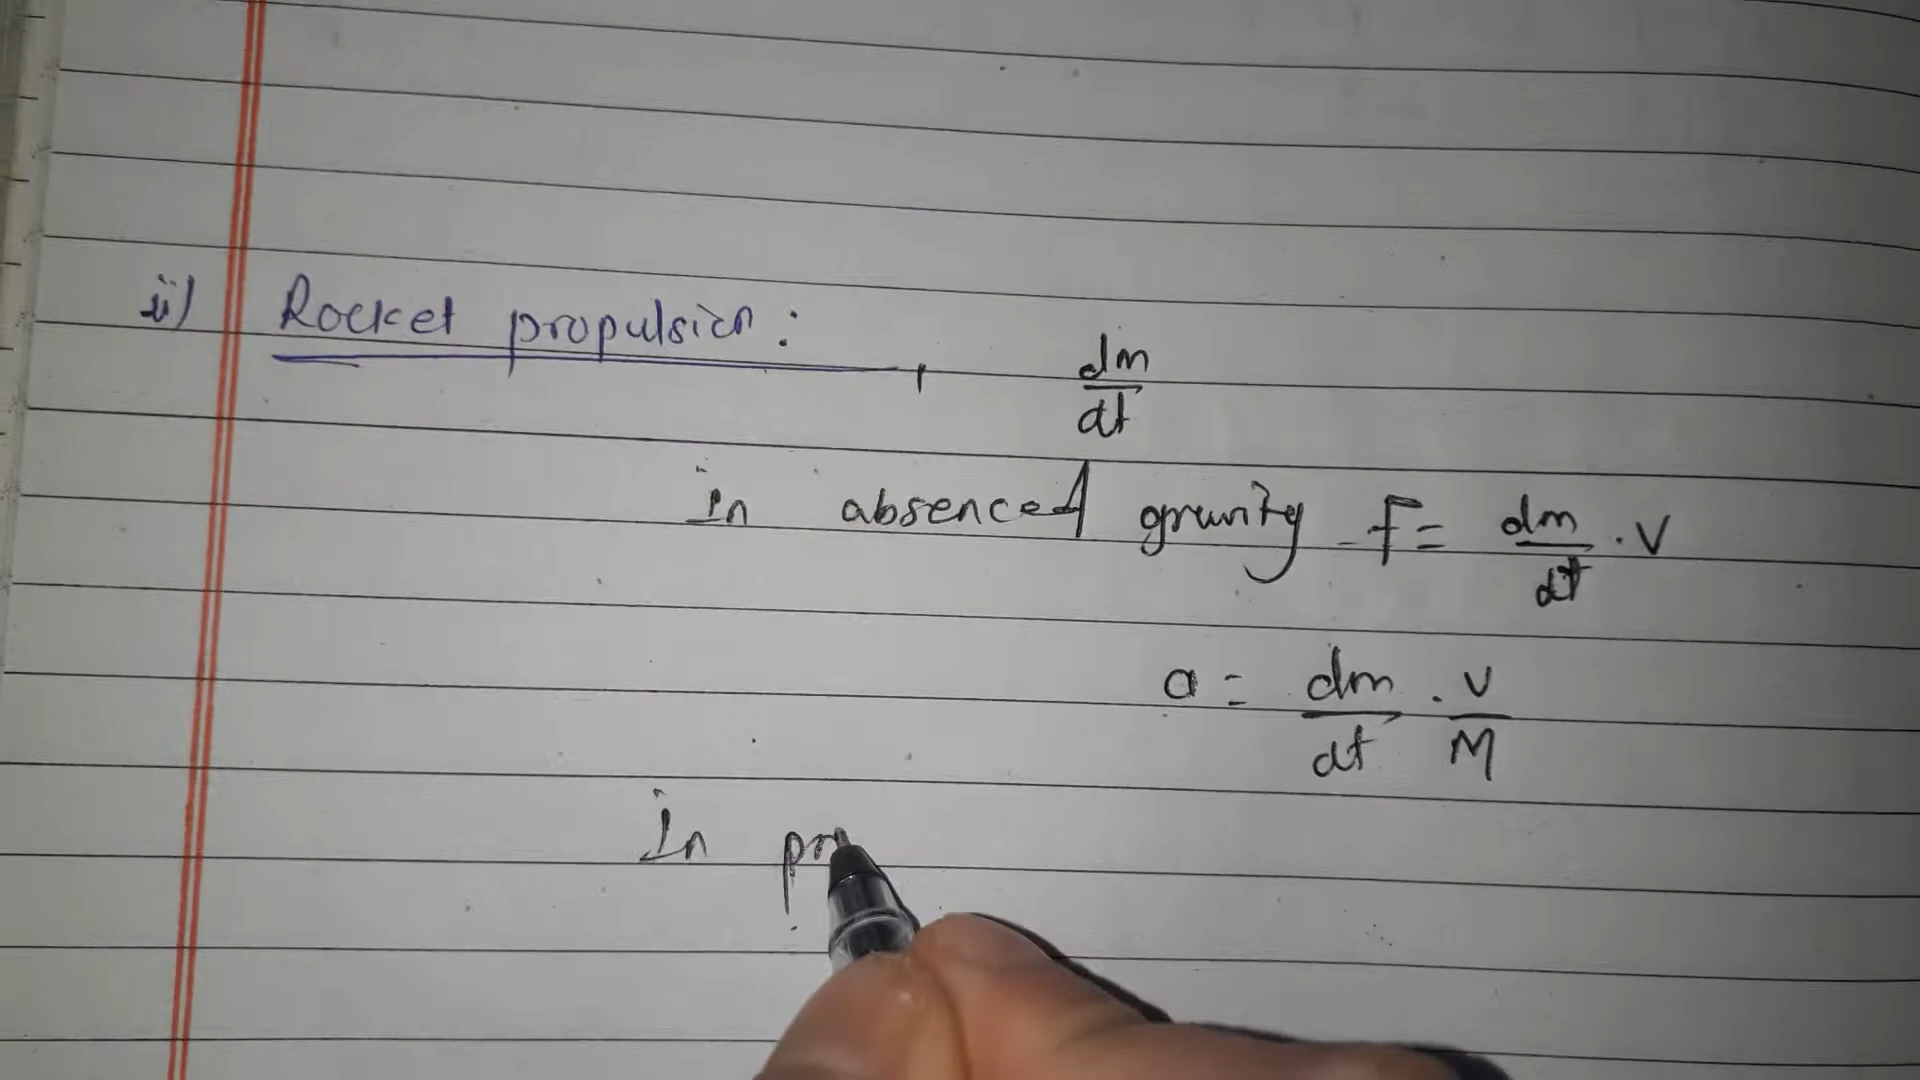 ii) Rocket propulsion:
dm/dt
In absence of gravity F = dm/dt . v
a = dm/dt . v/M
In pr